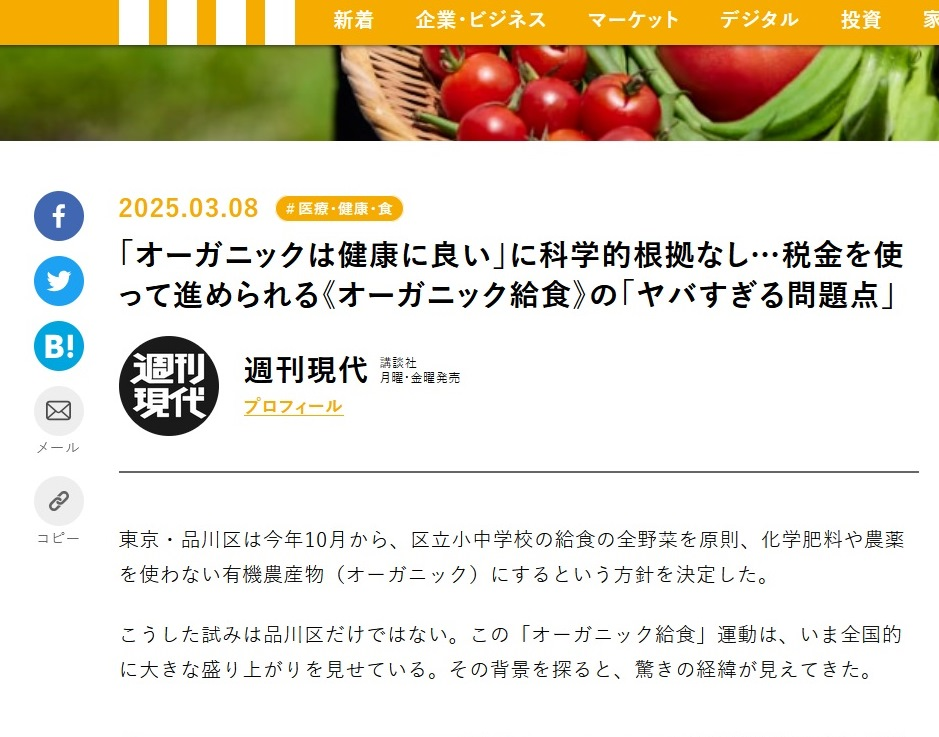 新着 企業・ビジネス マーケット デジタル 投資 家
2025.03.08 #医療・健康・食
「オーガニックは健康に良い」に科学的根拠なし…税金を使
って進められる《オーガニック給食》の「ヤバすぎる問題点」
週刊現代
週刊現代 講談社
月曜・金曜発売
プロフィール
B!
メール
コピー
東京・品川区は今年10月から、区立小中学校の給食の全野菜を原則、化学肥料や農薬
を使わない有機農産物（オーガニック）にするという方針を決定した。
こうした試みは品川区だけではない。この「オーガニック給食」運動は、いま全国的
に大きな盛り上がりを見せている。その背景を探ると、驚きの経緯が見えてきた。